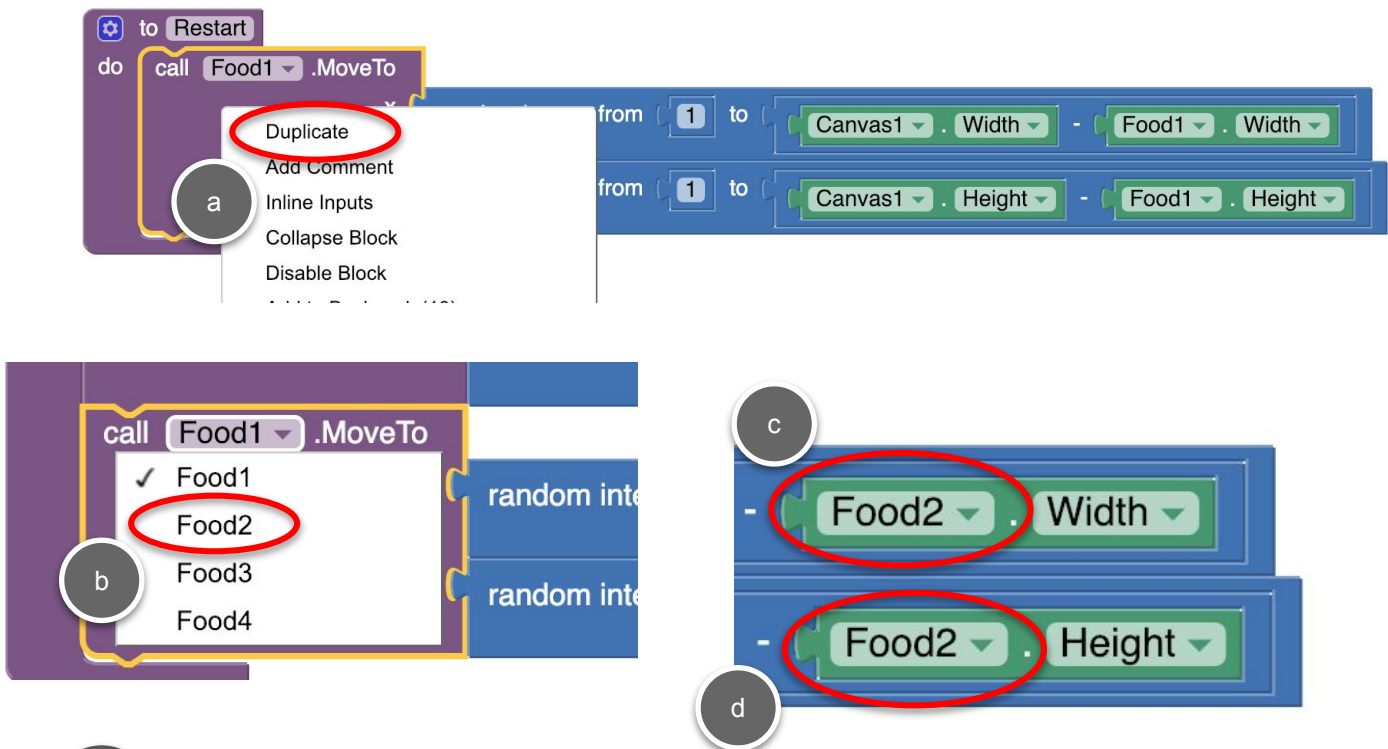 to Restart
do call Food1 .MoveTo
from 1 to Canvas1 . Width - Food1 . Width
Duplicate
Add Comment
from 1 to Canvas1 . Height - Food1 . Height
a
Inline Inputs
Collapse Block
Disable Block
call Food1 .MoveTo
✓ Food1
Food2
Food3
Food4
b
random inte
random inte
c
- Food2 . Width
- Food2 . Height
d